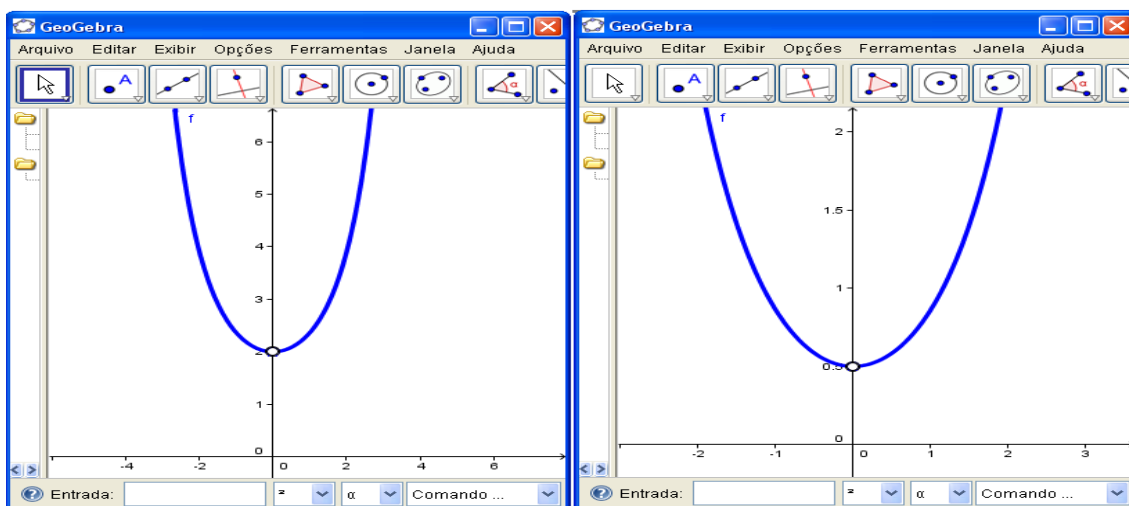 GeoGebra
Arquivo Editar Exibir Opções Ferramentas Janela Ajuda
A
α
f
6
5
4
3
2
1
0
-4 -2 0 2 4 6
Entrada: ² α Comando ...
GeoGebra
Arquivo Editar Exibir Opções Ferramentas Janela Ajuda
A
α
f
2
1.5
1
0.5
0
-2 -1 0 1 2 3
Entrada: ² α Comando ...